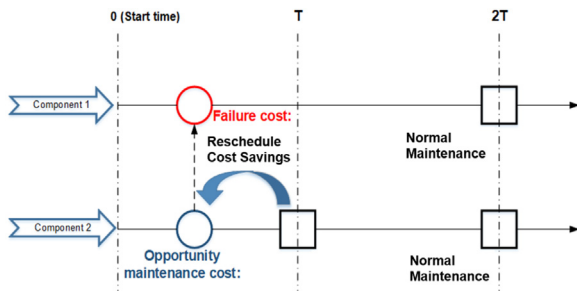 0 (Start time)
T
2T
Component 1
Failure cost:
Reschedule
Cost Savings
Normal
Maintenance
Component 2
Opportunity
maintenance cost:
Normal
Maintenance